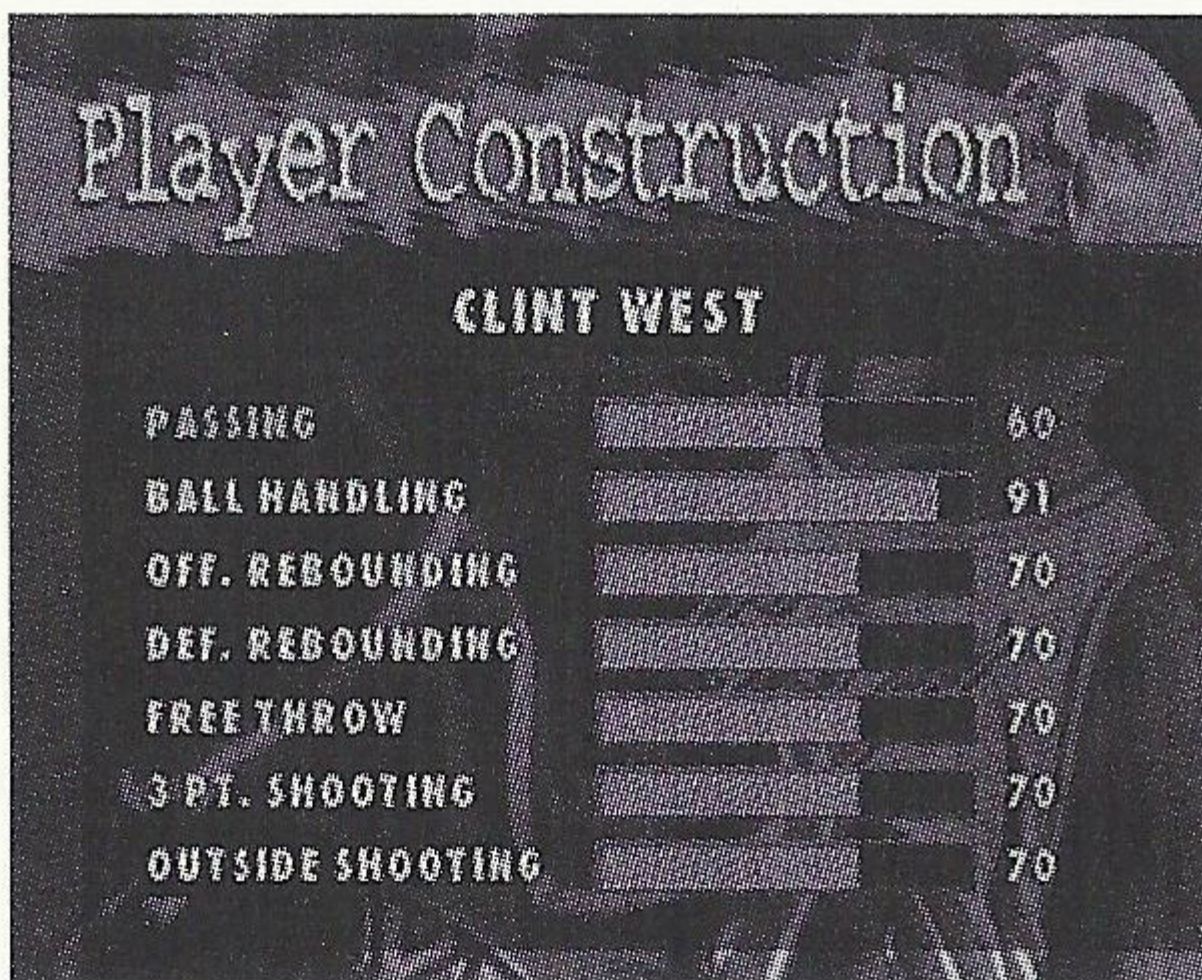 Player Construction
CLINT WEST
PASSING 60
BALL HANDLING 91
OFF. REBOUNDING 70
DEF. REBOUNDING 70
FREE THROW 70
3 PT. SHOOTING 70
OUTSIDE SHOOTING 70